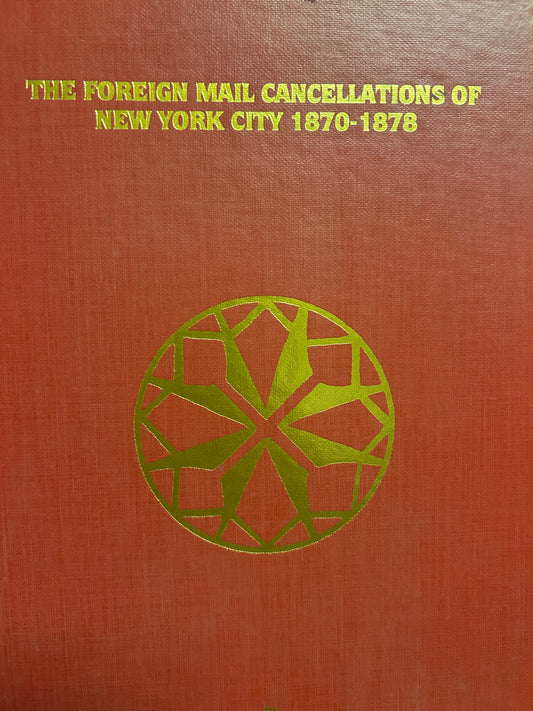 THE FOREIGN MAIL CANCELLATIONS OF
NEW YORK CITY 1870-1878